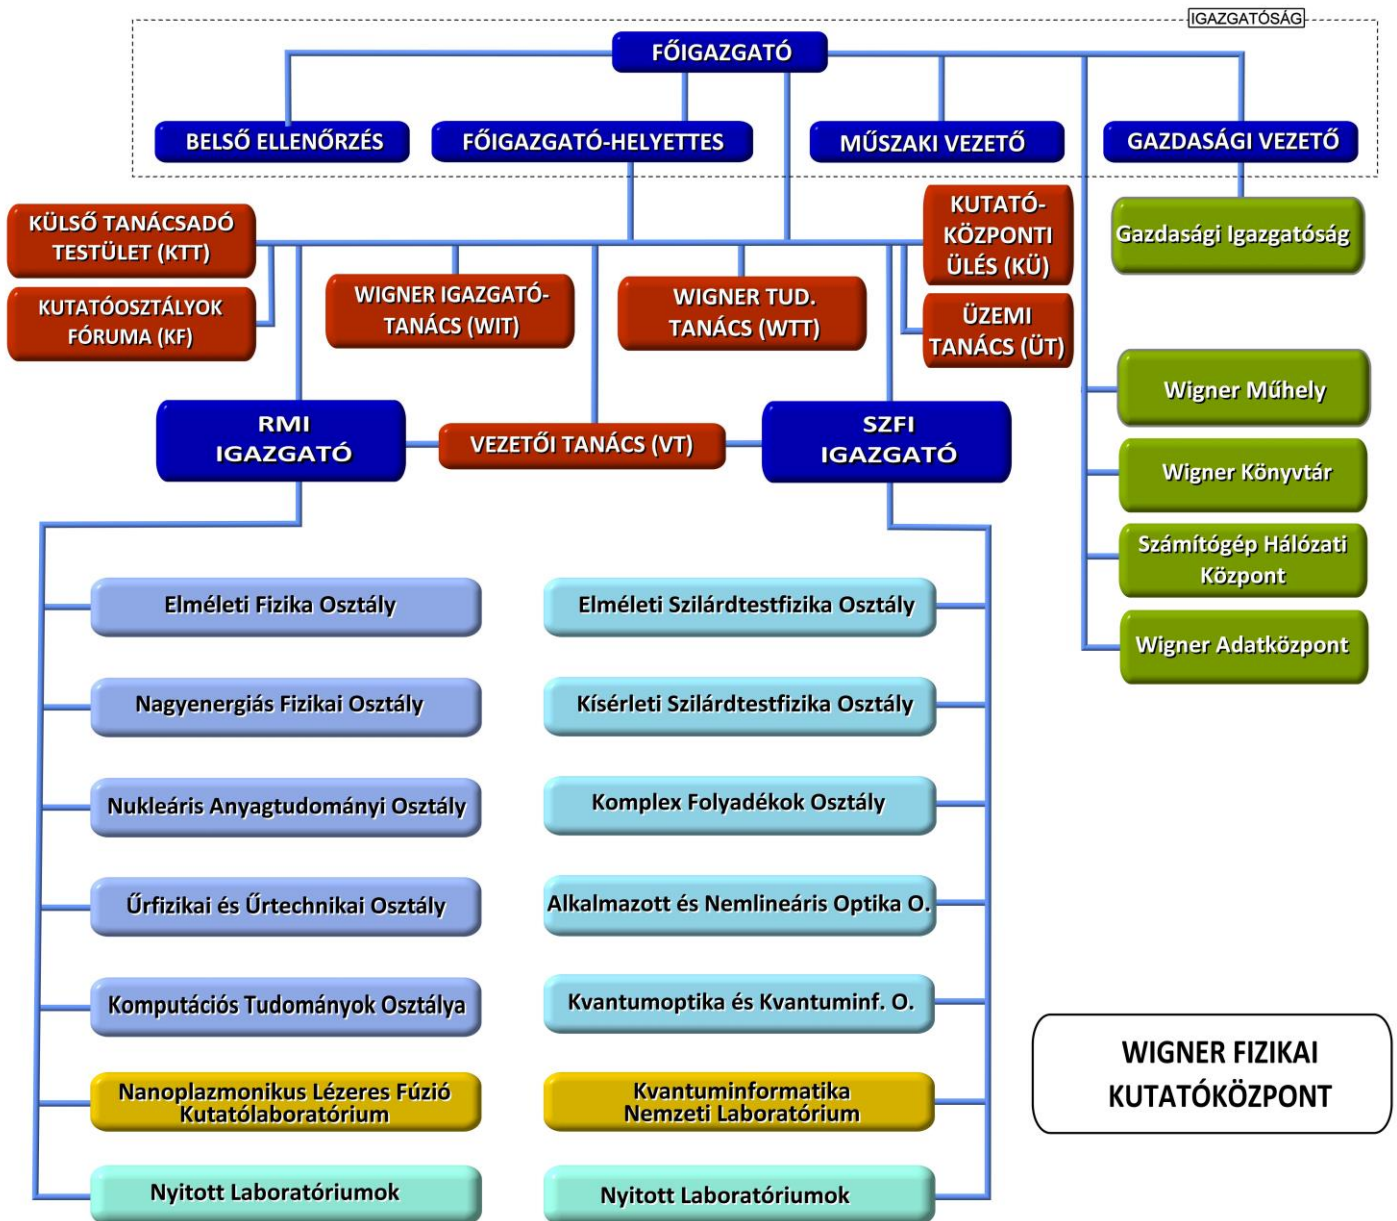 IGAZGATÓSÁG
FŐIGAZGATÓ
BELSŐ ELLENŐRZÉS
FŐIGAZGATÓ-HELYETTES
MŰSZAKI VEZETŐ
GAZDASÁGI VEZETŐ
KÜLSŐ TANÁCSADÓ
TESTÜLET (KTT)
KUTATÓ-
KÖZPONTI
ÜLÉS (KÜ)
Gazdasági Igazgatóság
KUTATÓOSZTÁLYOK
FÓRUMA (KF)
WIGNER IGAZGATÓ-
TANÁCS (WIT)
WIGNER TUD.
TANÁCS (WTT)
ÜZEMI
TANÁCS (ÜT)
RMI
IGAZGATÓ
VEZETŐI TANÁCS (VT)
SZFI
IGAZGATÓ
Wigner Műhely
Wigner Könyvtár
Számítógép Hálózati
Központ
Wigner Adatközpont
Elméleti Fizika Osztály
Elméleti Szilárdtestfizika Osztály
Nagyenergiás Fizikai Osztály
Kísérleti Szilárdtestfizika Osztály
Nukleáris Anyagtudományi Osztály
Komplex Folyadékok Osztály
Űrfizikai és Űrtechnikai Osztály
Alkalmazott és Nemlineáris Optika O.
Komputációs Tudományok Osztálya
Kvantumoptika és Kvantuminf. O.
Nanoplazmonikus Lézeres Fúzió
Kutatólaboratórium
Kvantuminformatika
Nemzeti Laboratórium
Nyitott Laboratóriumok
Nyitott Laboratóriumok
WIGNER FIZIKAI
KUTATÓKÖZPONT